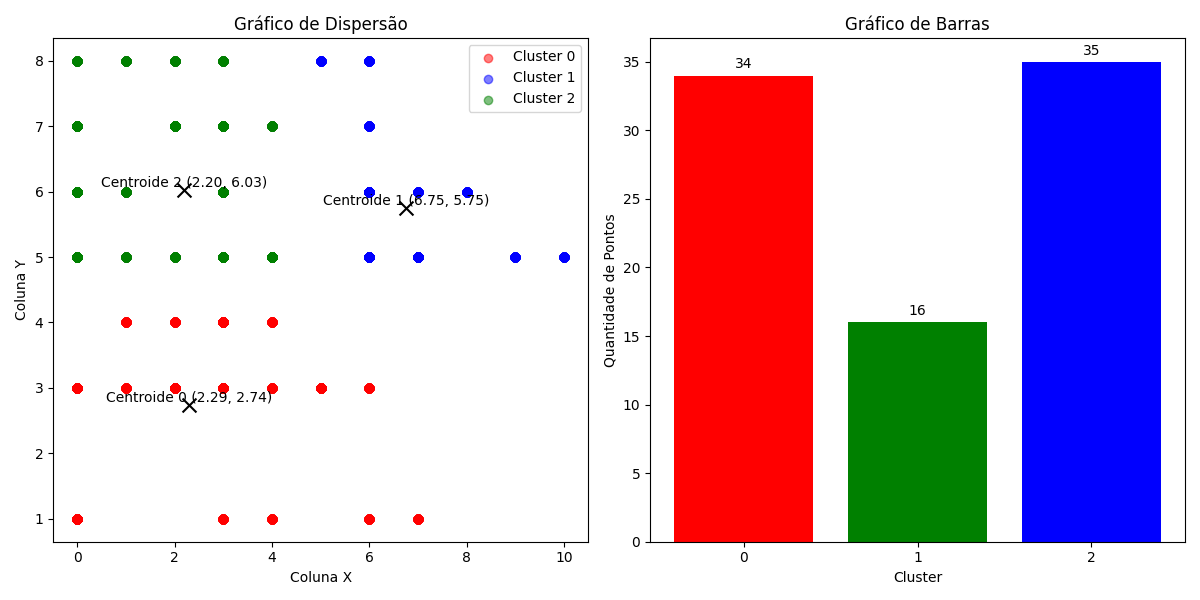 Gráfico de Dispersão
Coluna Y
8
7
6
5
4
3
2
1
Cluster 0
Cluster 1
Cluster 2
Centroide 2 (2.20, 6.03)
Centroide 1 (6.75, 5.75)
Centroide 0 (2.29, 2.74)
0 2 4 6 8 10
Coluna X
Gráfico de Barras
Quantidade de Pontos
35
30
25
20
15
10
5
0
34
16
35
0 1 2
Cluster